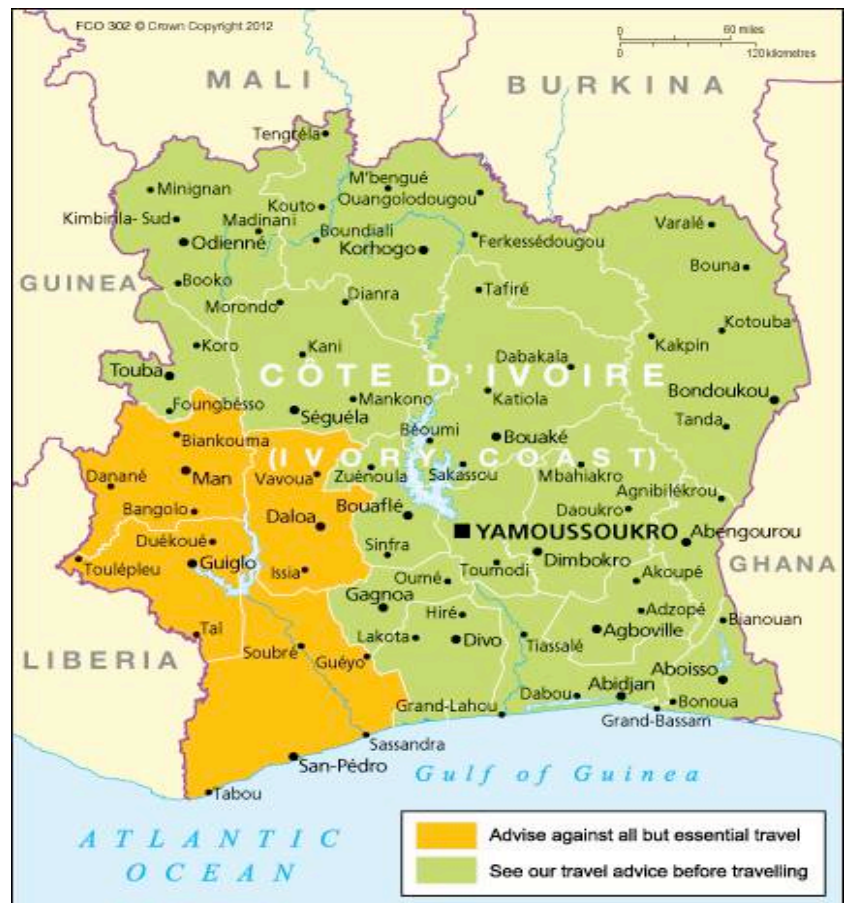 FCO 302 © Crown Copyright 2012
0 60 miles
0 120 kilometres
MALI
BURKINA
Tengréla
M'bengué
Minignan
Ouangolodougou
Kouto
Kimbirila- Sud
Madinani
Varalé
Boundiali
Ferkessédougou
Odienné
Korhogo
Bouna
GUINEA
Booko
Dianra
Tafiré
Morondo
Kotouba
Koro
Kani
Kakpin
Dabakala
Touba
CÔTE D'IVOIRE
Bondoukou
Foungbésso
Mankono
Katiola
Séguéla
Tanda
Biankouma
Béoumi
Bouaké
(IVORY COAST)
Danané
Man
Vavoua
Zuénoula
Sakassou
Mbahiakro
Agnibilékrou
Bangolo
Bouaflé
Daoukro
Daloa
YAMOUSSOUKRO
Abengourou
Duékoué
Sinfra
Dimbokro
GHANA
Toulépleu
Guiglo
Issia
Oumé
Toumodi
Akoupé
Gagnoa
Hiré
Adzopé
Bianouan
Taï
Lakota
Divo
Tiassalé
Agboville
LIBERIA
Soubré
Guéyo
Aboisso
Grand-Lahou
Dabou
Abidjan
Bonoua
Grand-Bassam
Sassandra
San-Pédro
Gulf of Guinea
Tabou
ATLANTIC
OCEAN
Advise against all but essential travel
See our travel advice before travelling